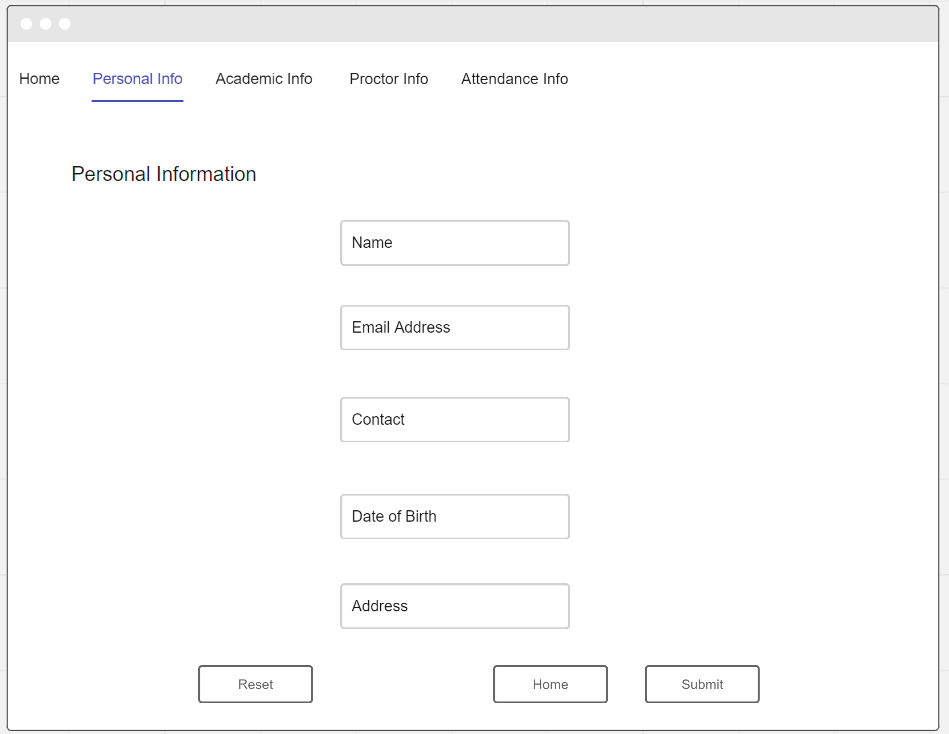 Home Personal Info Academic Info Proctor Info Attendance Info
Personal Information
Name
Email Address
Contact
Date of Birth
Address
Reset Home Submit